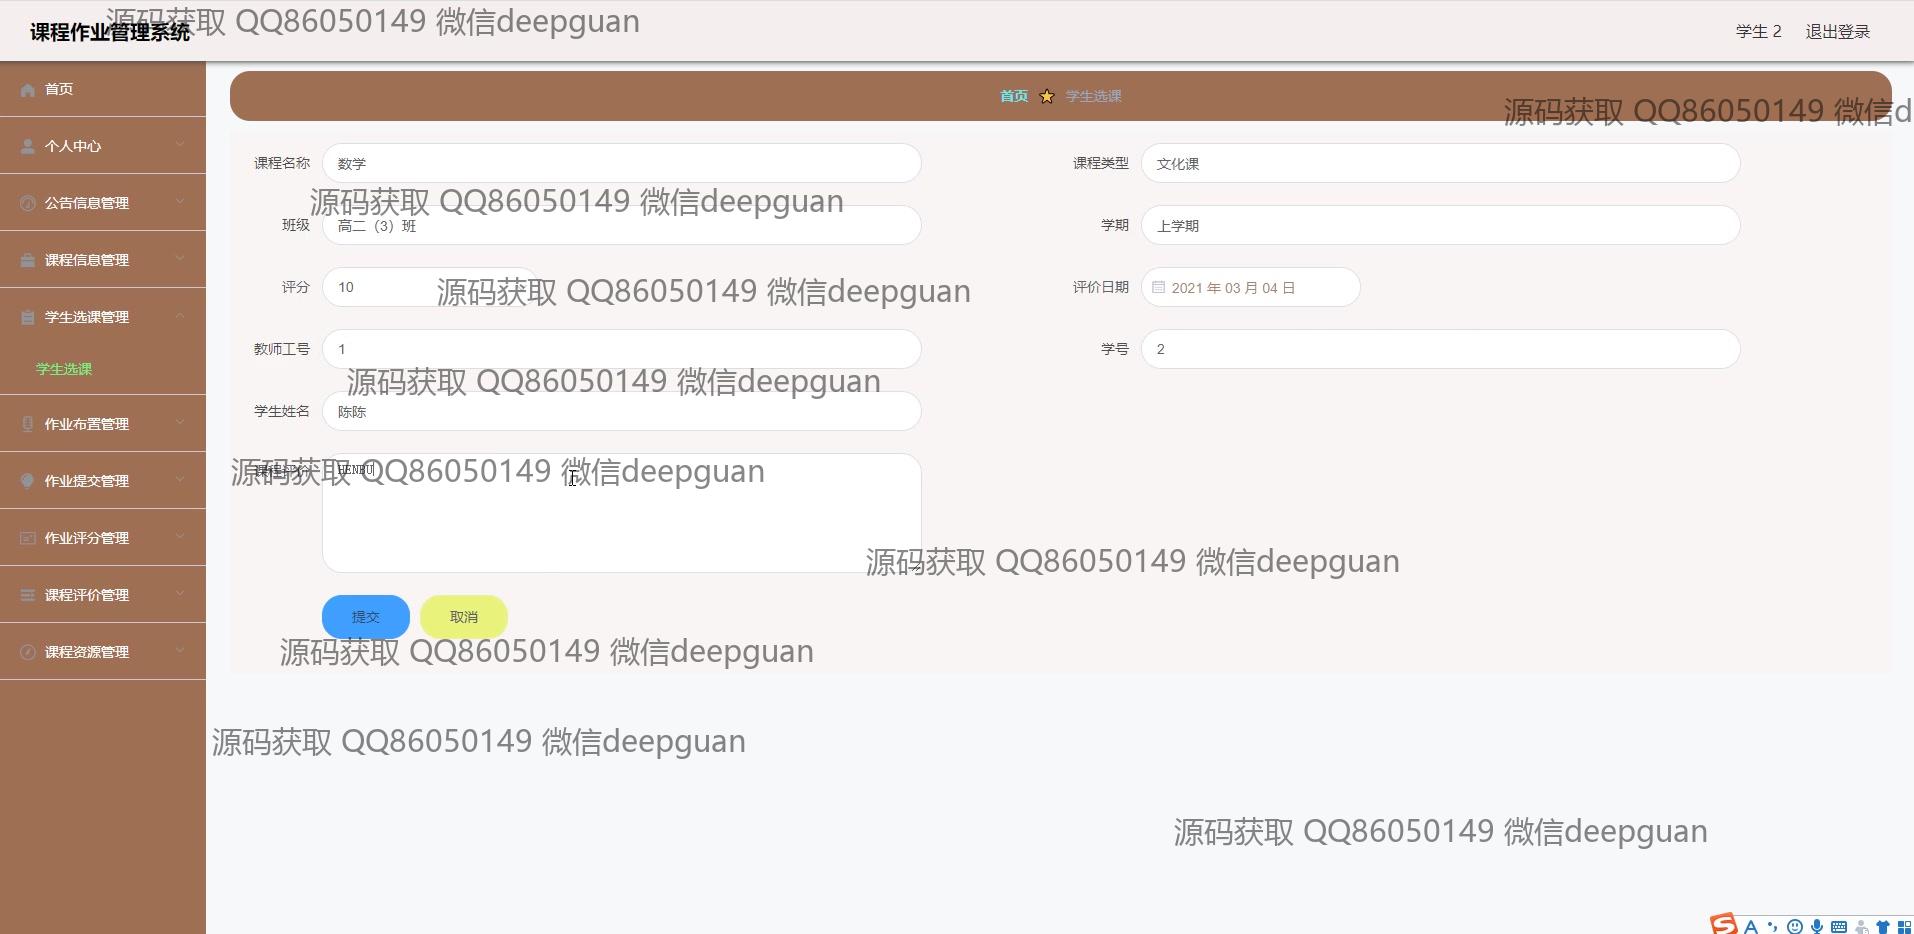 课程作业管理系统
源码获取 QQ86050149 微信deepguan
学生 2 退出登录
首页
个人中心
公告信息管理
课程信息管理
学生选课管理
学生选课
作业布置管理
作业提交管理
作业评分管理
课程评价管理
课程资源管理
首页 学生选课
源码获取 QQ86050149 微信d
课程名称 数学 课程类型 文化课
源码获取 QQ86050149 微信deepguan
班级 高二（3）班 学期 上学期
评分 10 评价日期 2021 年 03 月 04 日
源码获取 QQ86050149 微信deepguan
教师工号 1 学号 2
源码获取 QQ86050149 微信deepguan
学生姓名 陈陈
课程评价 HENBU
源码获取 QQ86050149 微信deepguan
源码获取 QQ86050149 微信deepguan
提交 取消
源码获取 QQ86050149 微信deepguan
源码获取 QQ86050149 微信deepguan
源码获取 QQ86050149 微信deepguan